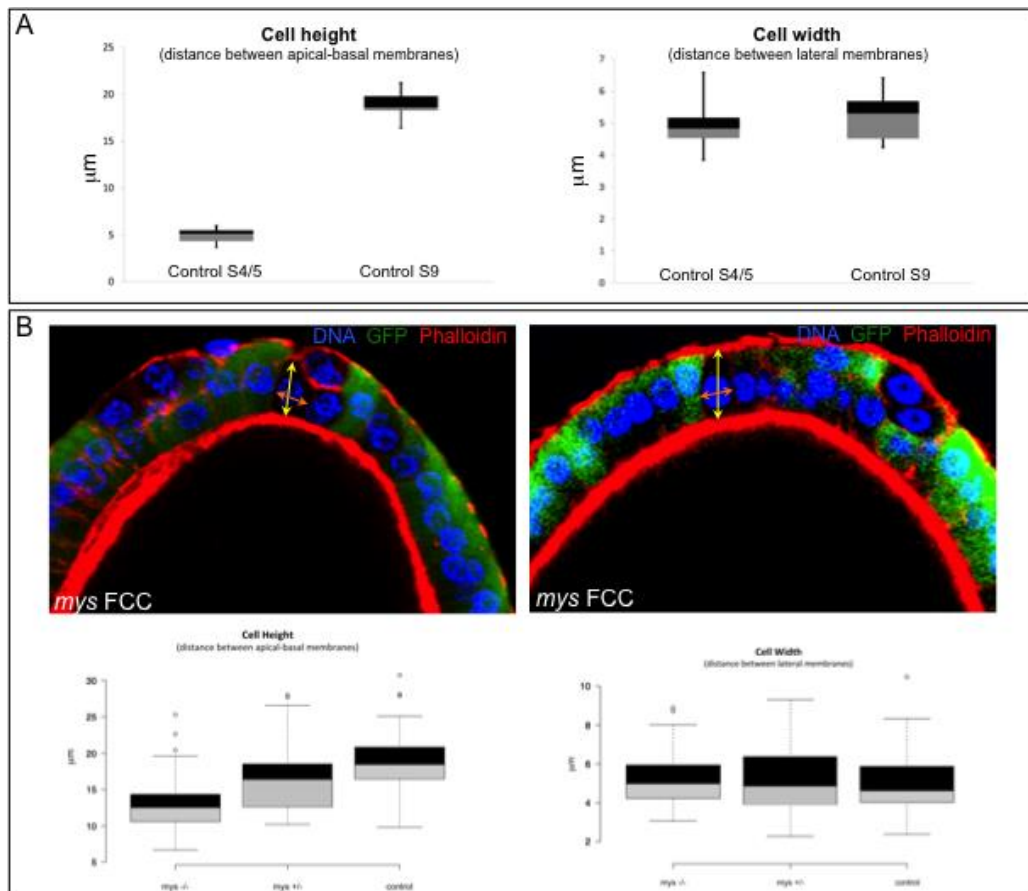 A
Cell height
(distance between apical-basal membranes)
25
20
15
10
5
0
μm
Control S4/5
Control S9
Cell width
(distance between lateral membranes)
7
6
5
4
3
2
1
0
μm
Control S4/5
Control S9
B
DNA GFP Phalloidin
mys FCC
DNA GFP Phalloidin
mys FCC
Cell Height
(distance between apical-basal membranes)
30
25
20
15
10
5
μm
mys -/-
mys +/-
control
Cell Width
(distance between lateral membranes)
10
8
6
4
2
μm
mys -/-
mys +/-
control